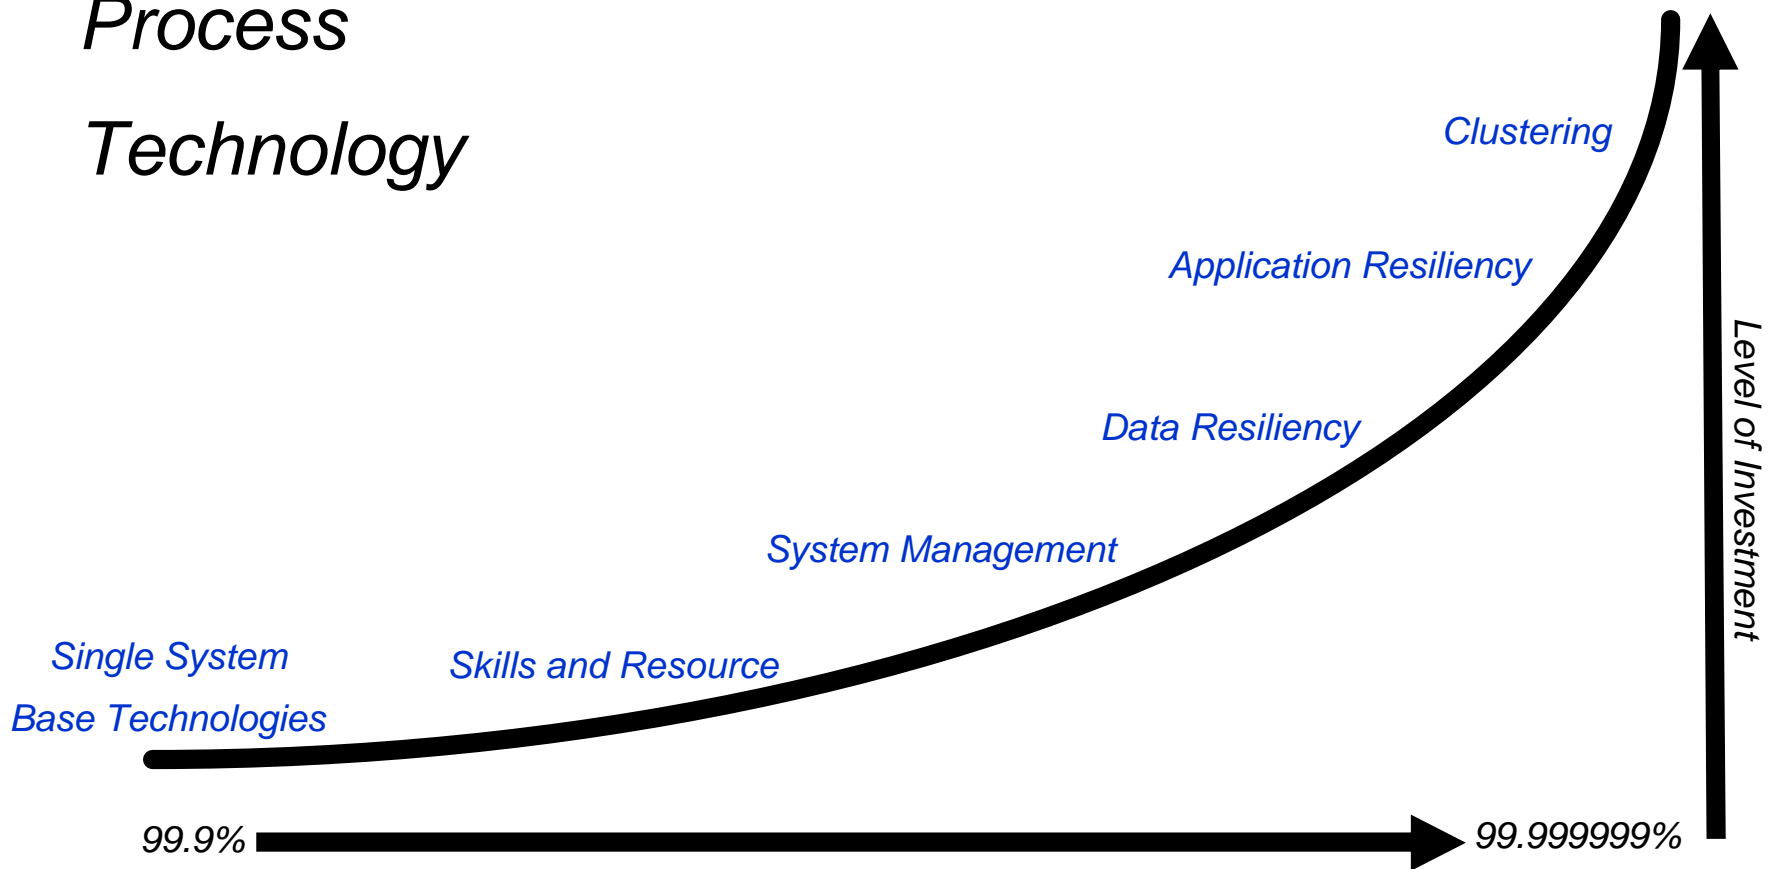 Process
Technology
Clustering
Application Resiliency
Data Resiliency
Level of Investment
System Management
Single System
Skills and Resource
Base Technologies
99.9%
99.999999%